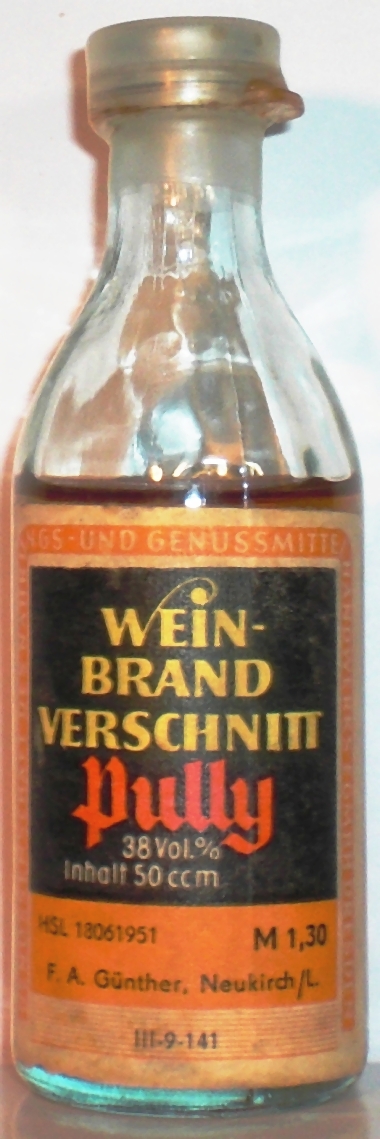 NGS-UND GENUSSMITTE
WEIN-
BRAND
VERSCHNITT
Pully
38 Vol.%
Inhalt 50 ccm
HSL 18061951
M 1,30
F. A. Günther, Neukirch/L.
III-9-141